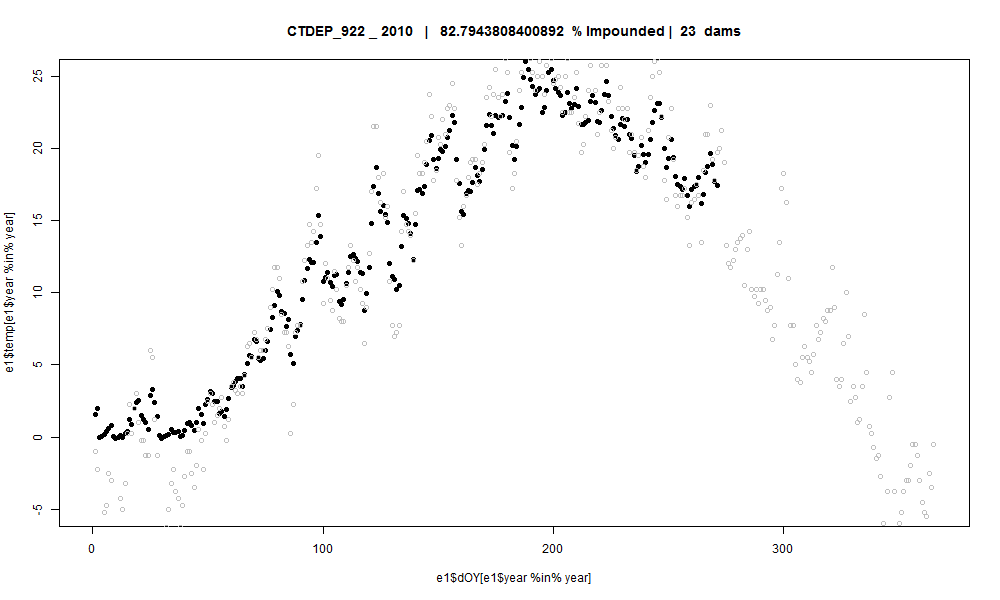 CTDEP_922 _ 2010 | 82.7943808400892 % Impounded | 23 dams
e1$temp[e1$year %in% year]
25
20
15
10
5
0
-5
0 100 200 300
e1$dOY[e1$year %in% year]